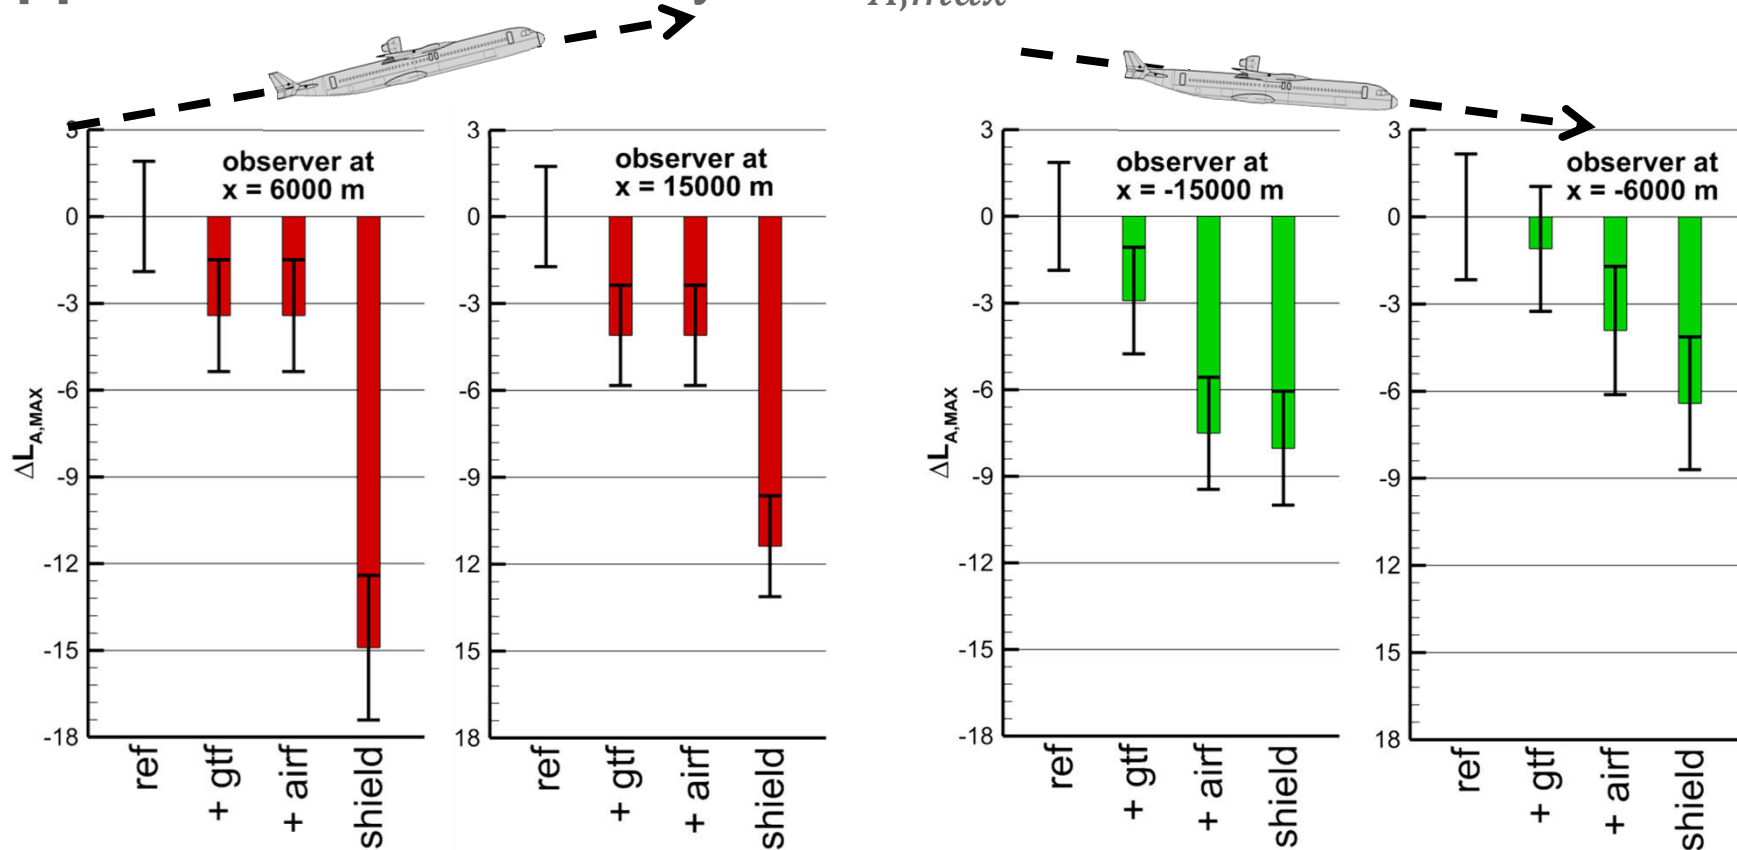 A,max
3
0
-3
-6
-9
-12
-15
-18
ΔL_A,MAX
observer at
x = 6000 m
ref
+ gtf
+ airf
shield
3
0
-3
-6
-9
12
15
18
observer at
x = 15000 m
ref
+ gtf
+ airf
shield
3
0
-3
-6
-9
-12
-15
-18
ΔL_A,MAX
observer at
x = -15000 m
ref
+ gtf
+ airf
shield
3
0
-3
-6
-9
12
15
18
observer at
x = -6000 m
ref
+ gtf
+ airf
shield